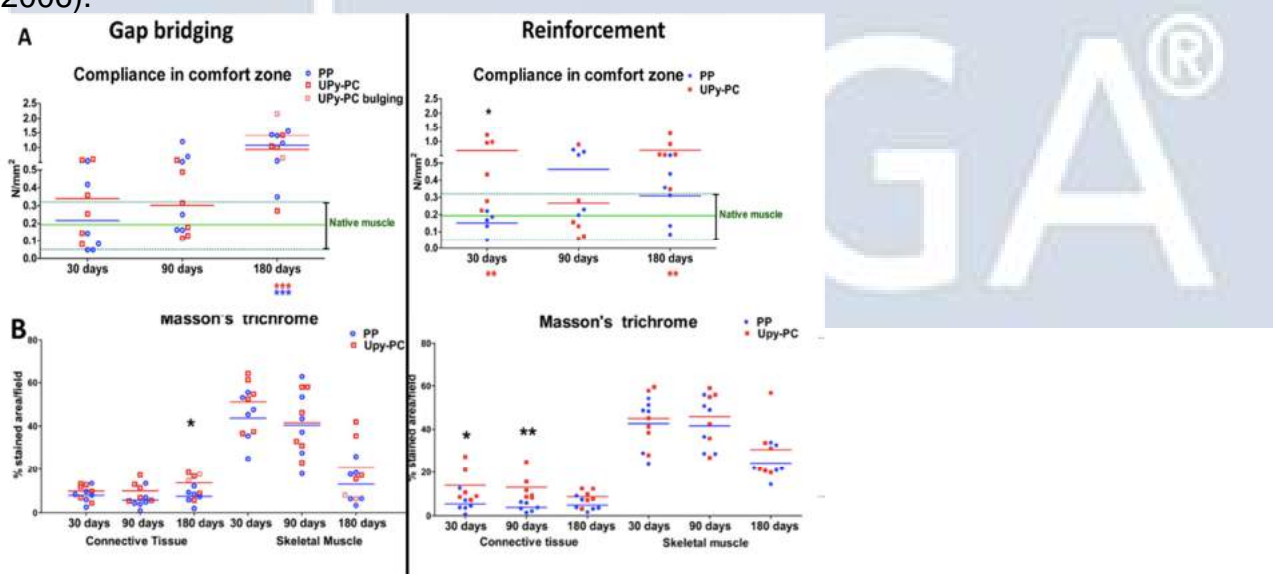 2006).
A Gap bridging
Compliance in comfort zone
PP
UPy-PC
UPy-PC bulging
N/mm²
2.5
2.0
1.5
1.0
0.5
0.4
0.3
0.2
0.1
0.0
Native muscle
30 days 90 days 180 days
***
***
Reinforcement
Compliance in comfort zone
PP
UPy-PC
*
N/mm²
2.5
2.0
1.5
1.0
0.5
0.4
0.3
0.2
0.1
0.0
Native muscle
30 days 90 days 180 days
** **
B Masson's trichrome
PP
Upy-PC
% stained area/field
80
60
40
20
0
*
30 days 90 days 180 days 30 days 90 days 180 days
Connective Tissue Skeletal Muscle
Masson's trichrome
PP
Upy-PC
% stained area/field
80
60
40
20
0
* **
30 days 90 days 180 days 30 days 90 days 180 days
Connective tissue Skeletal muscle
GA®